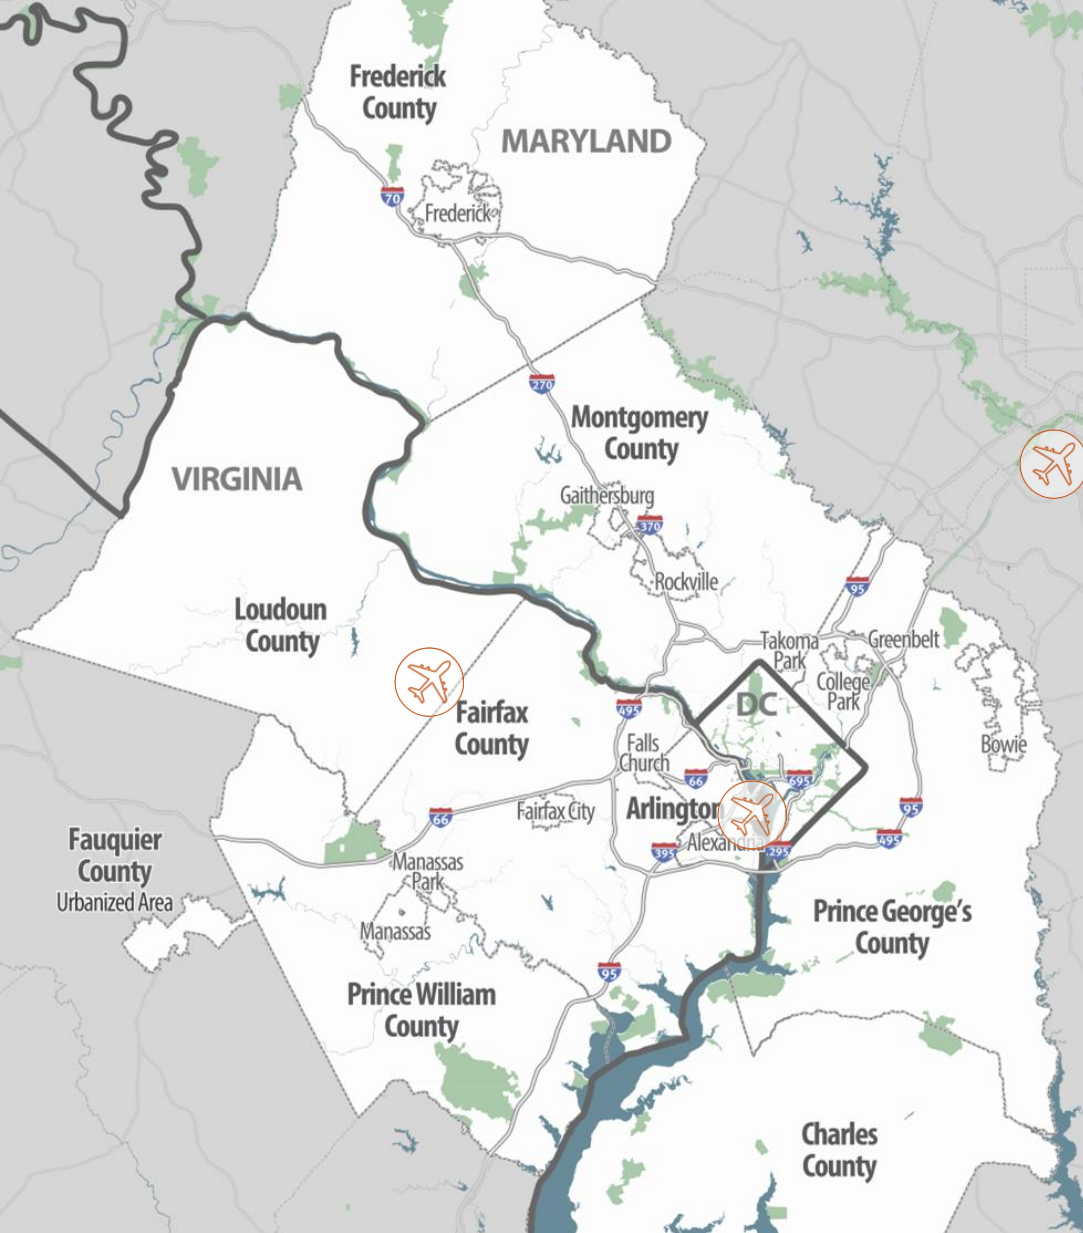 Frederick
County
MARYLAND
70
Frederick
270
Montgomery
County
VIRGINIA
Gaithersburg
370
Rockville
95
Loudoun
County
Takoma
Park
Greenbelt
College
Park
DC
495
Fairfax
County
Falls
Church
Bowie
66
695
Arlington
Fairfax City
66
95
495
Alexandria
395
295
Fauquier
County
Urbanized Area
Manassas
Park
Manassas
Prince George's
County
95
Prince William
County
Charles
County